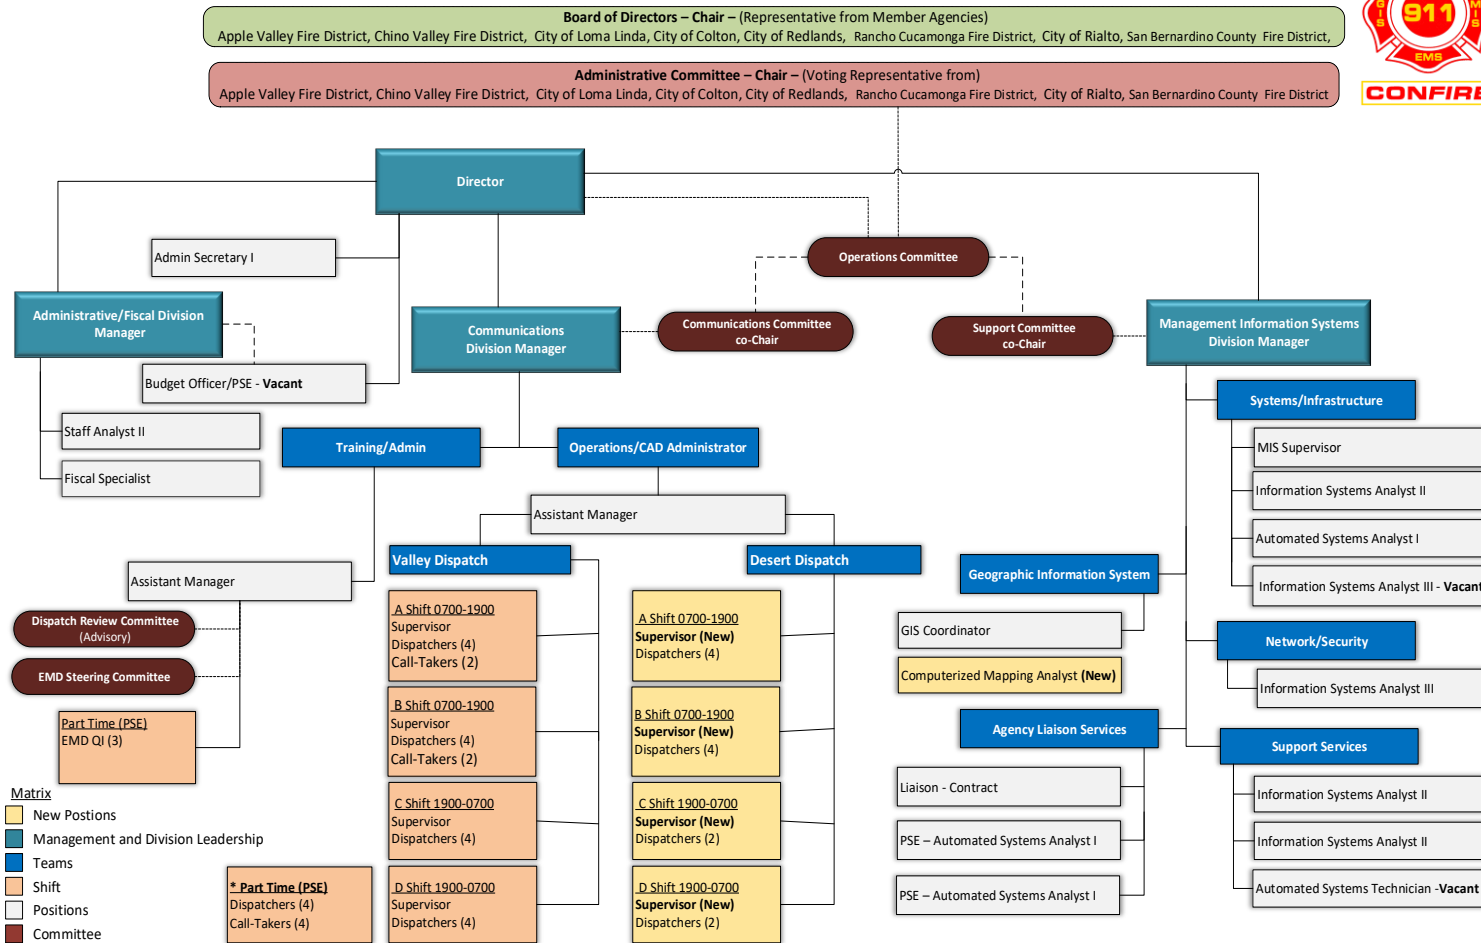 Board of Directors – Chair – (Representative from Member Agencies)
Apple Valley Fire District, Chino Valley Fire District, City of Loma Linda, City of Colton, City of Redlands, Rancho Cucamonga Fire District, City of Rialto, San Bernardino County Fire District,
GIS
911
MIS
EMS
CONFIRE
Administrative Committee – Chair – (Voting Representative from)
Apple Valley Fire District, Chino Valley Fire District, City of Loma Linda, City of Colton, City of Redlands, Rancho Cucamonga Fire District, City of Rialto, San Bernardino County Fire District
Director
Admin Secretary I
Operations Committee
Administrative/Fiscal Division
Manager
Communications
Division Manager
Communications Committee
co-Chair
Support Committee
co-Chair
Management Information Systems
Division Manager
Budget Officer/PSE - Vacant
Staff Analyst II
Fiscal Specialist
Training/Admin
Operations/CAD Administrator
Assistant Manager
Valley Dispatch
Desert Dispatch
Assistant Manager
Dispatch Review Committee
(Advisory)
EMD Steering Committee
Part Time (PSE)
EMD QI (3)
A Shift 0700-1900
Supervisor
Dispatchers (4)
Call-Takers (2)
B Shift 0700-1900
Supervisor
Dispatchers (4)
Call-Takers (2)
C Shift 1900-0700
Supervisor
Dispatchers (4)
D Shift 1900-0700
Supervisor
Dispatchers (4)
* Part Time (PSE)
Dispatchers (4)
Call-Takers (4)
A Shift 0700-1900
Supervisor (New)
Dispatchers (4)
B Shift 0700-1900
Supervisor (New)
Dispatchers (4)
C Shift 1900-0700
Supervisor (New)
Dispatchers (2)
D Shift 1900-0700
Supervisor (New)
Dispatchers (2)
Systems/Infrastructure
MIS Supervisor
Information Systems Analyst II
Automated Systems Analyst I
Information Systems Analyst III - Vacant
Geographic Information System
GIS Coordinator
Computerized Mapping Analyst (New)
Network/Security
Information Systems Analyst III
Agency Liaison Services
Liaison - Contract
PSE – Automated Systems Analyst I
PSE – Automated Systems Analyst I
Support Services
Information Systems Analyst II
Information Systems Analyst II
Automated Systems Technician -Vacant
Matrix
New Postions
Management and Division Leadership
Teams
Shift
Positions
Committee